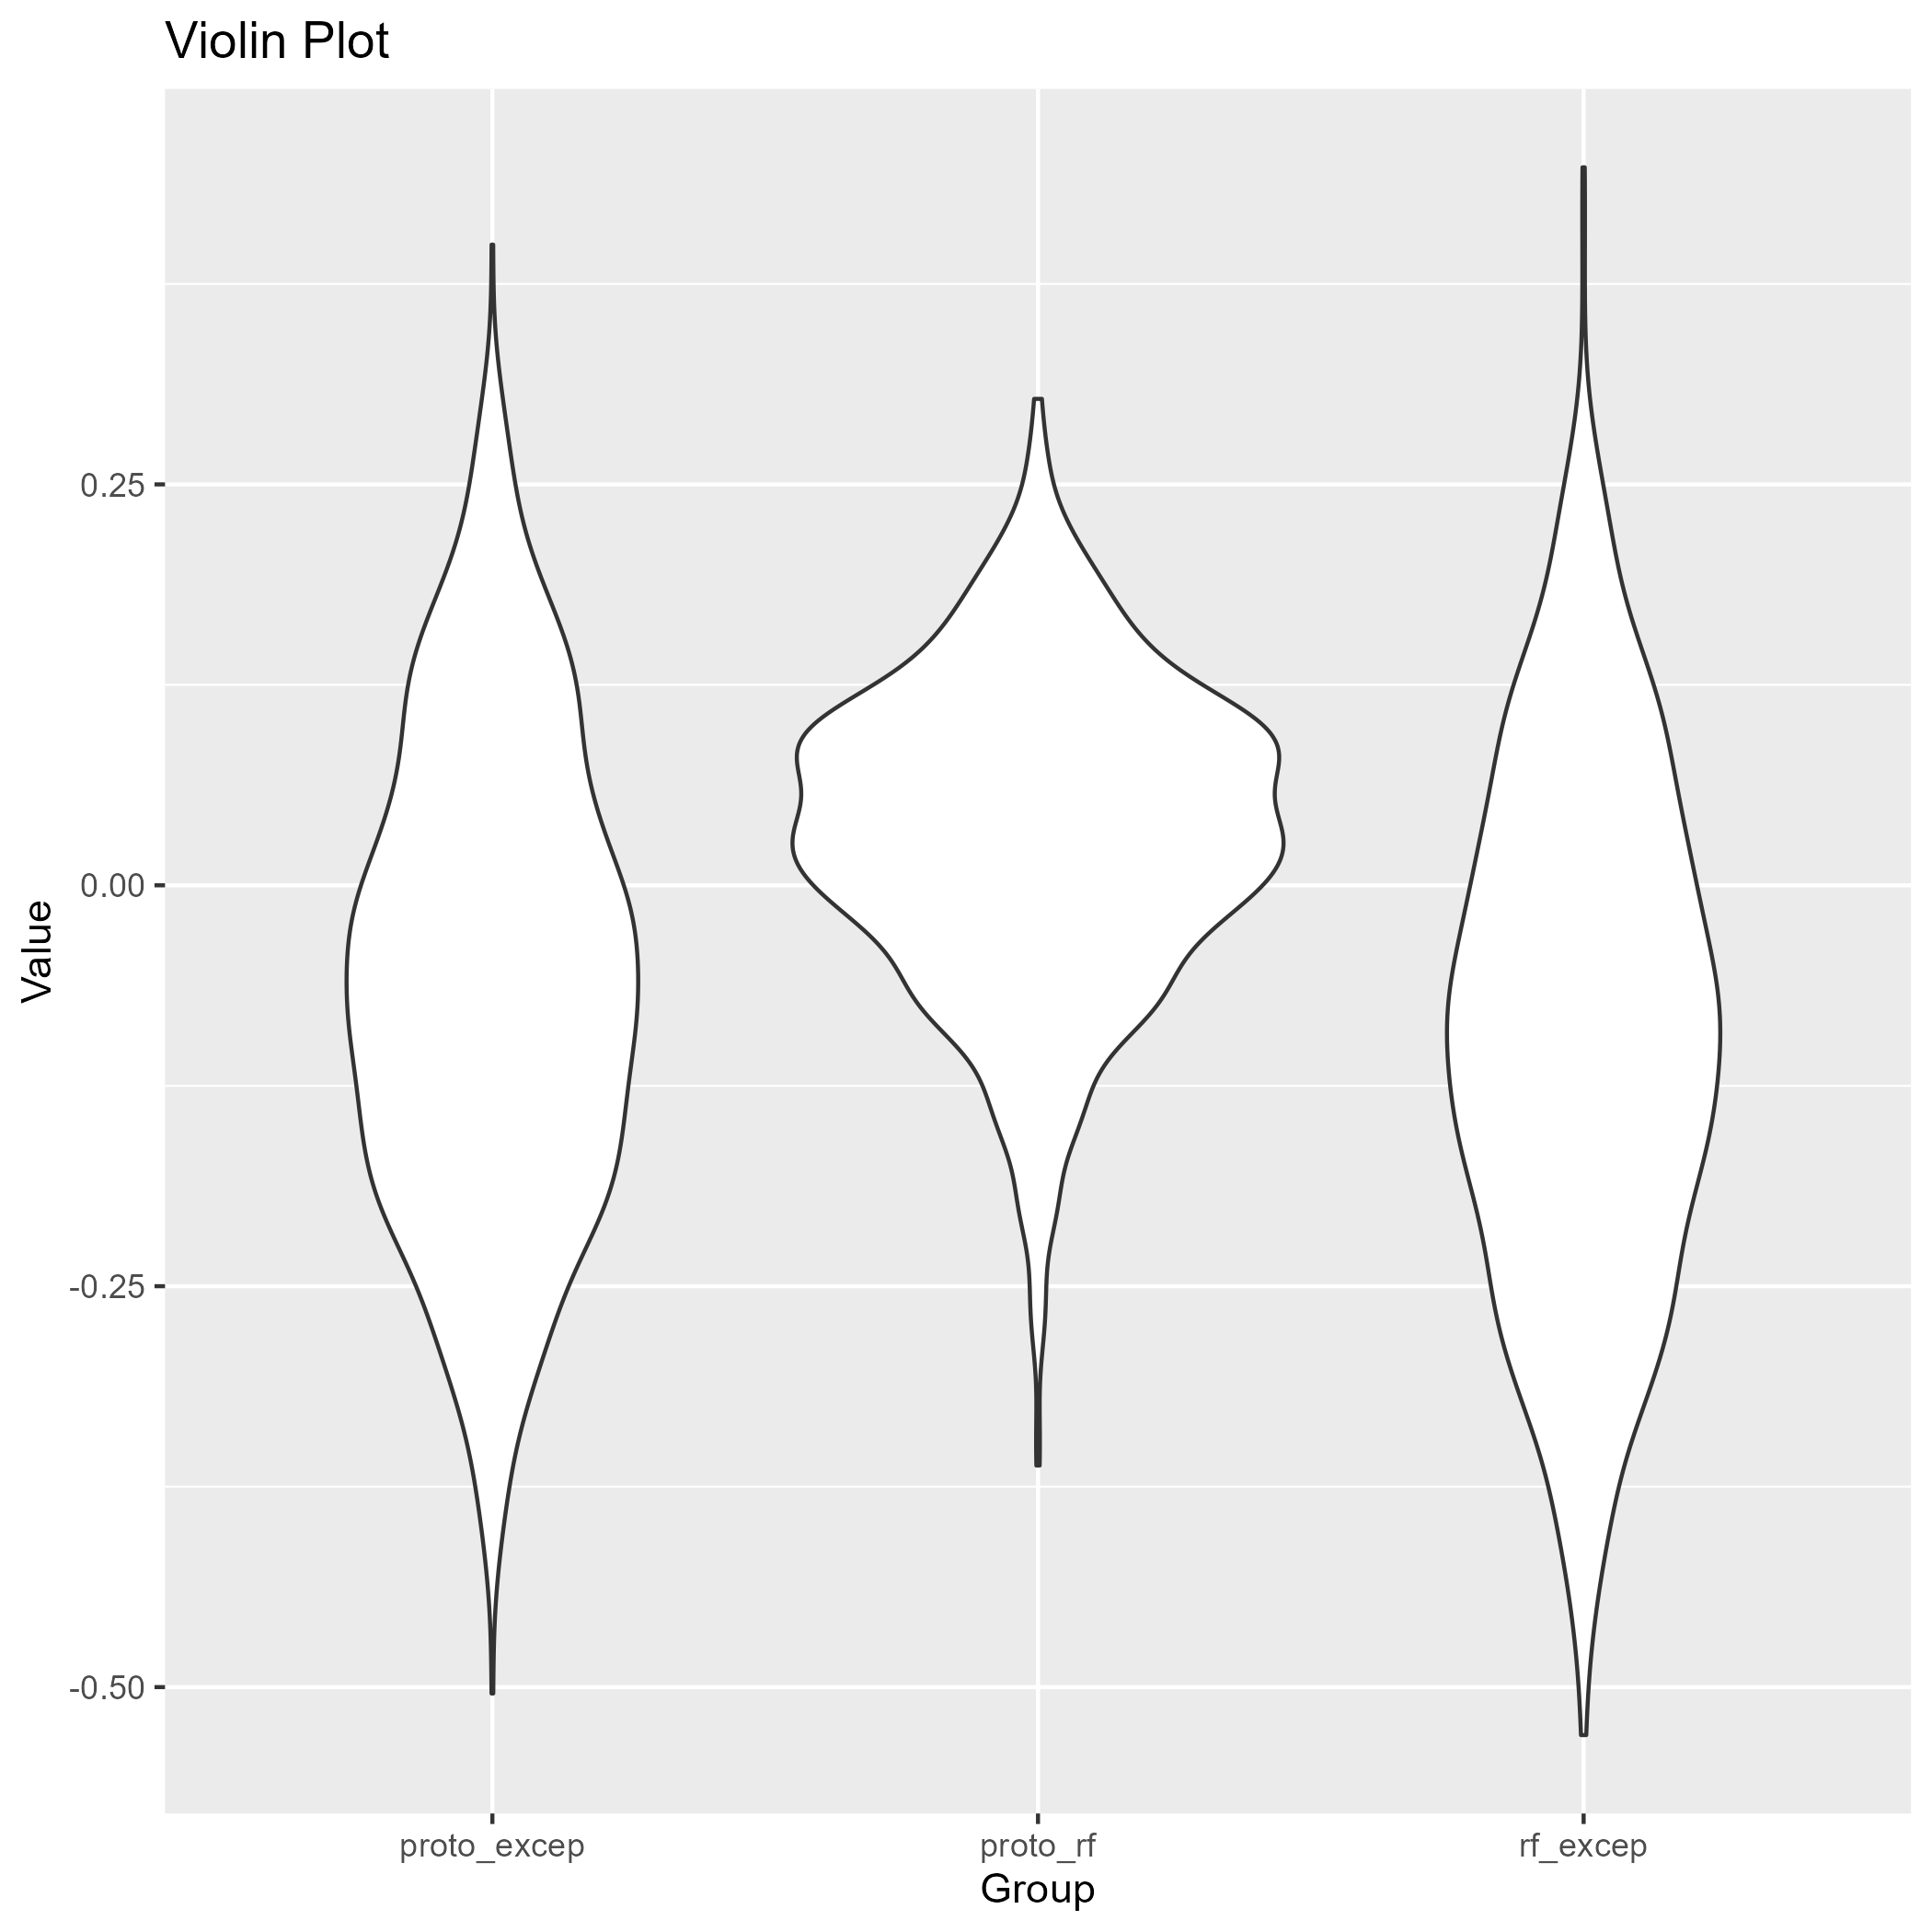 Violin Plot
Value
0.25
0.00
-0.25
-0.50
proto_excep
proto_rf
rf_excep
Group